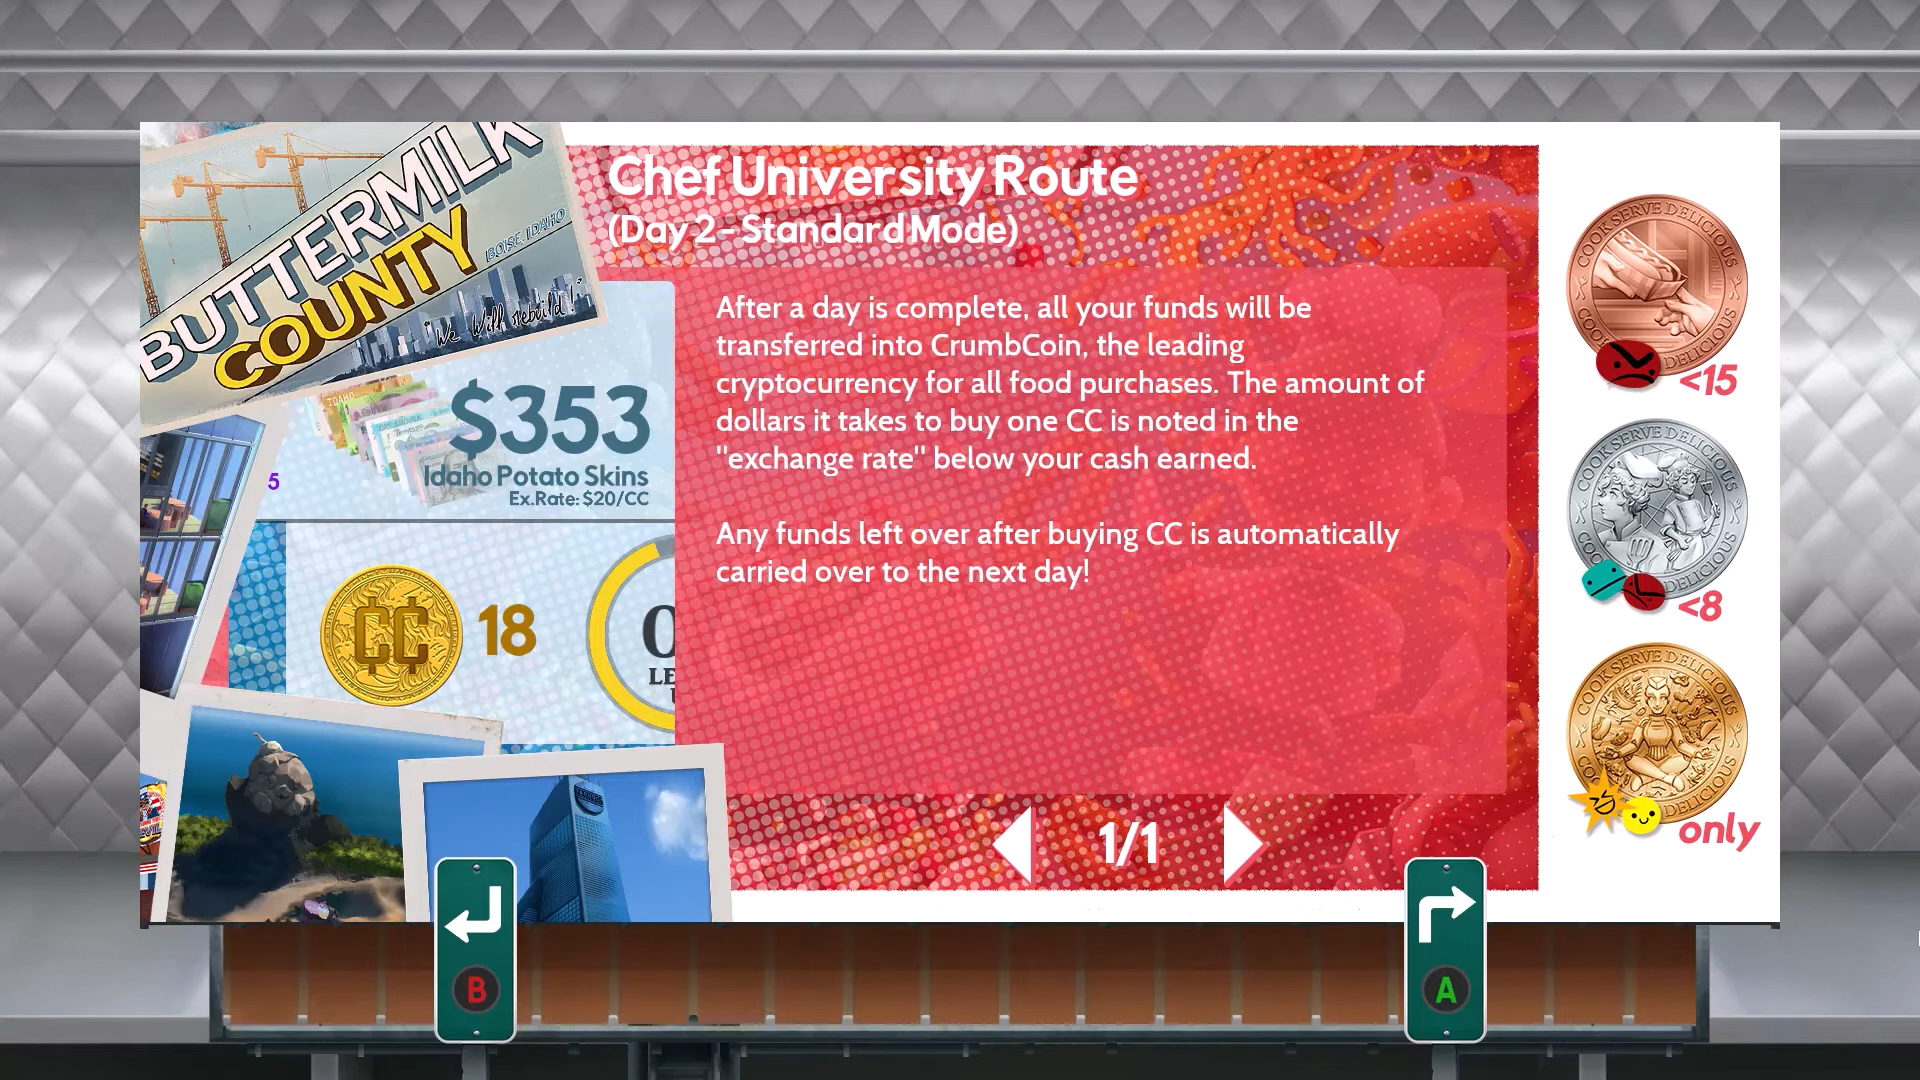 BUTTERMILK
COUNTY
BOISE, IDAHO
"We Will rebuild!"
Chef University Route
(Day 2 - Standard Mode)
$353
Idaho Potato Skins
Ex.Rate: $20/CC
5
CC 18
0
LE
After a day is complete, all your funds will be
transferred into CrumbCoin, the leading
cryptocurrency for all food purchases. The amount of
dollars it takes to buy one CC is noted in the
"exchange rate" below your cash earned.
Any funds left over after buying CC is automatically
carried over to the next day!
1/1
COOK SERVE DELICIOUS
<15
COOK SERVE DELICIOUS
<8
COOK SERVE DELICIOUS
only
B
A